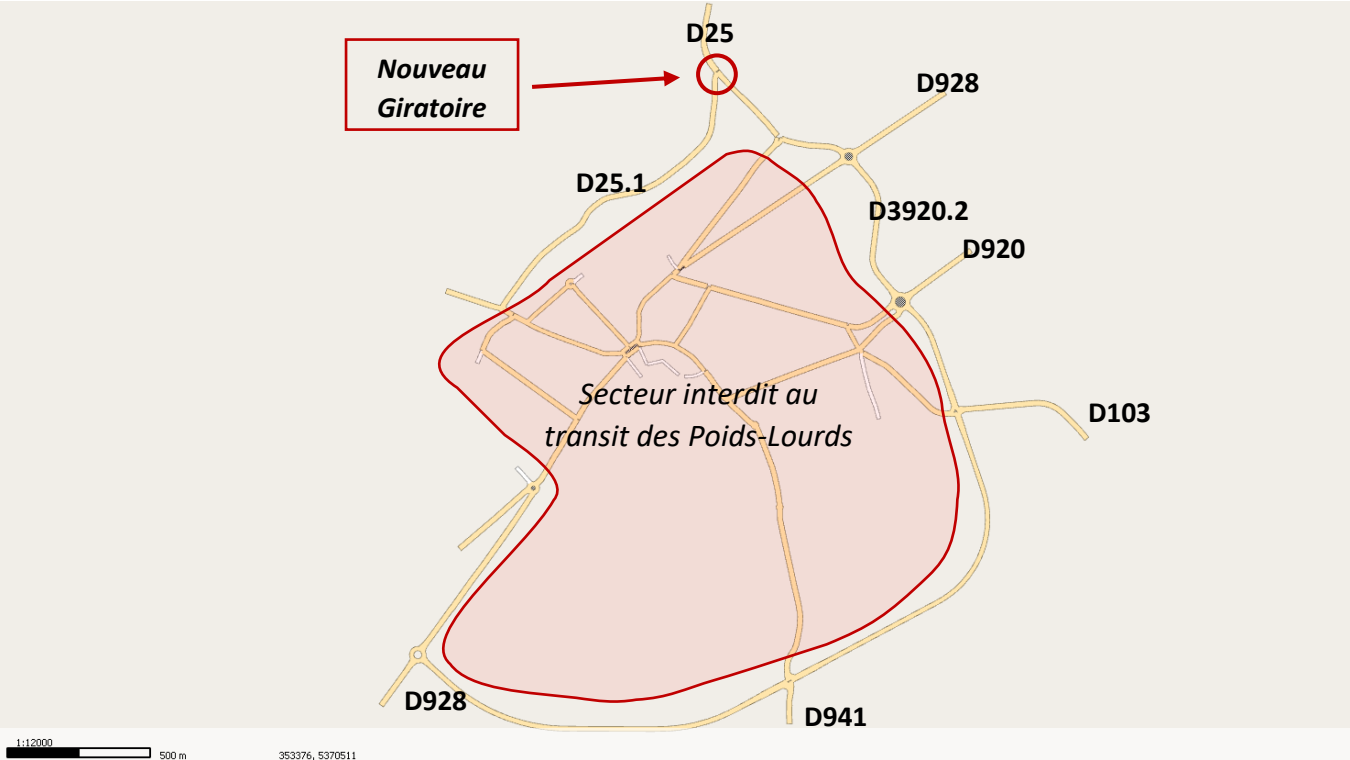 D25
Nouveau
Giratoire
D928
D25.1
D3920.2
D920
Secteur interdit au
transit des Poids-Lourds
D103
D928
D941
1:12000
500 m
353376, 5370511